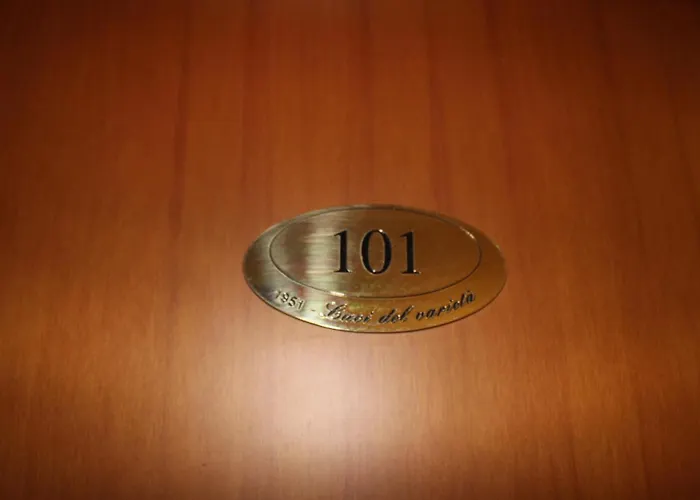 101
1951 - Luci del varietà